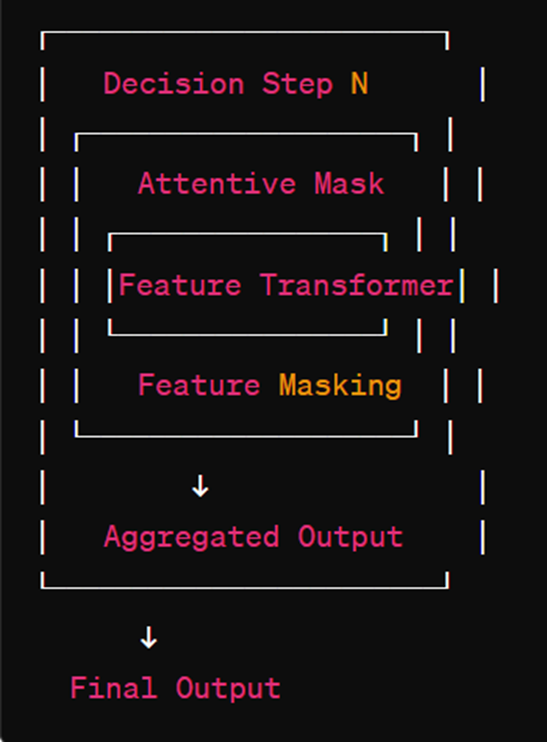 Decision Step N
Attentive Mask
Feature Transformer
Feature Masking
↓
Aggregated Output
↓
Final Output